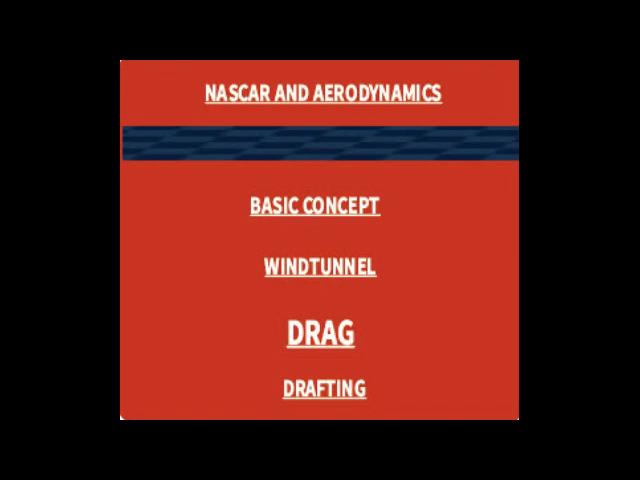 NASCAR AND AERODYNAMICS
BASIC CONCEPT
WINDTUNNEL
DRAG
DRAFTING